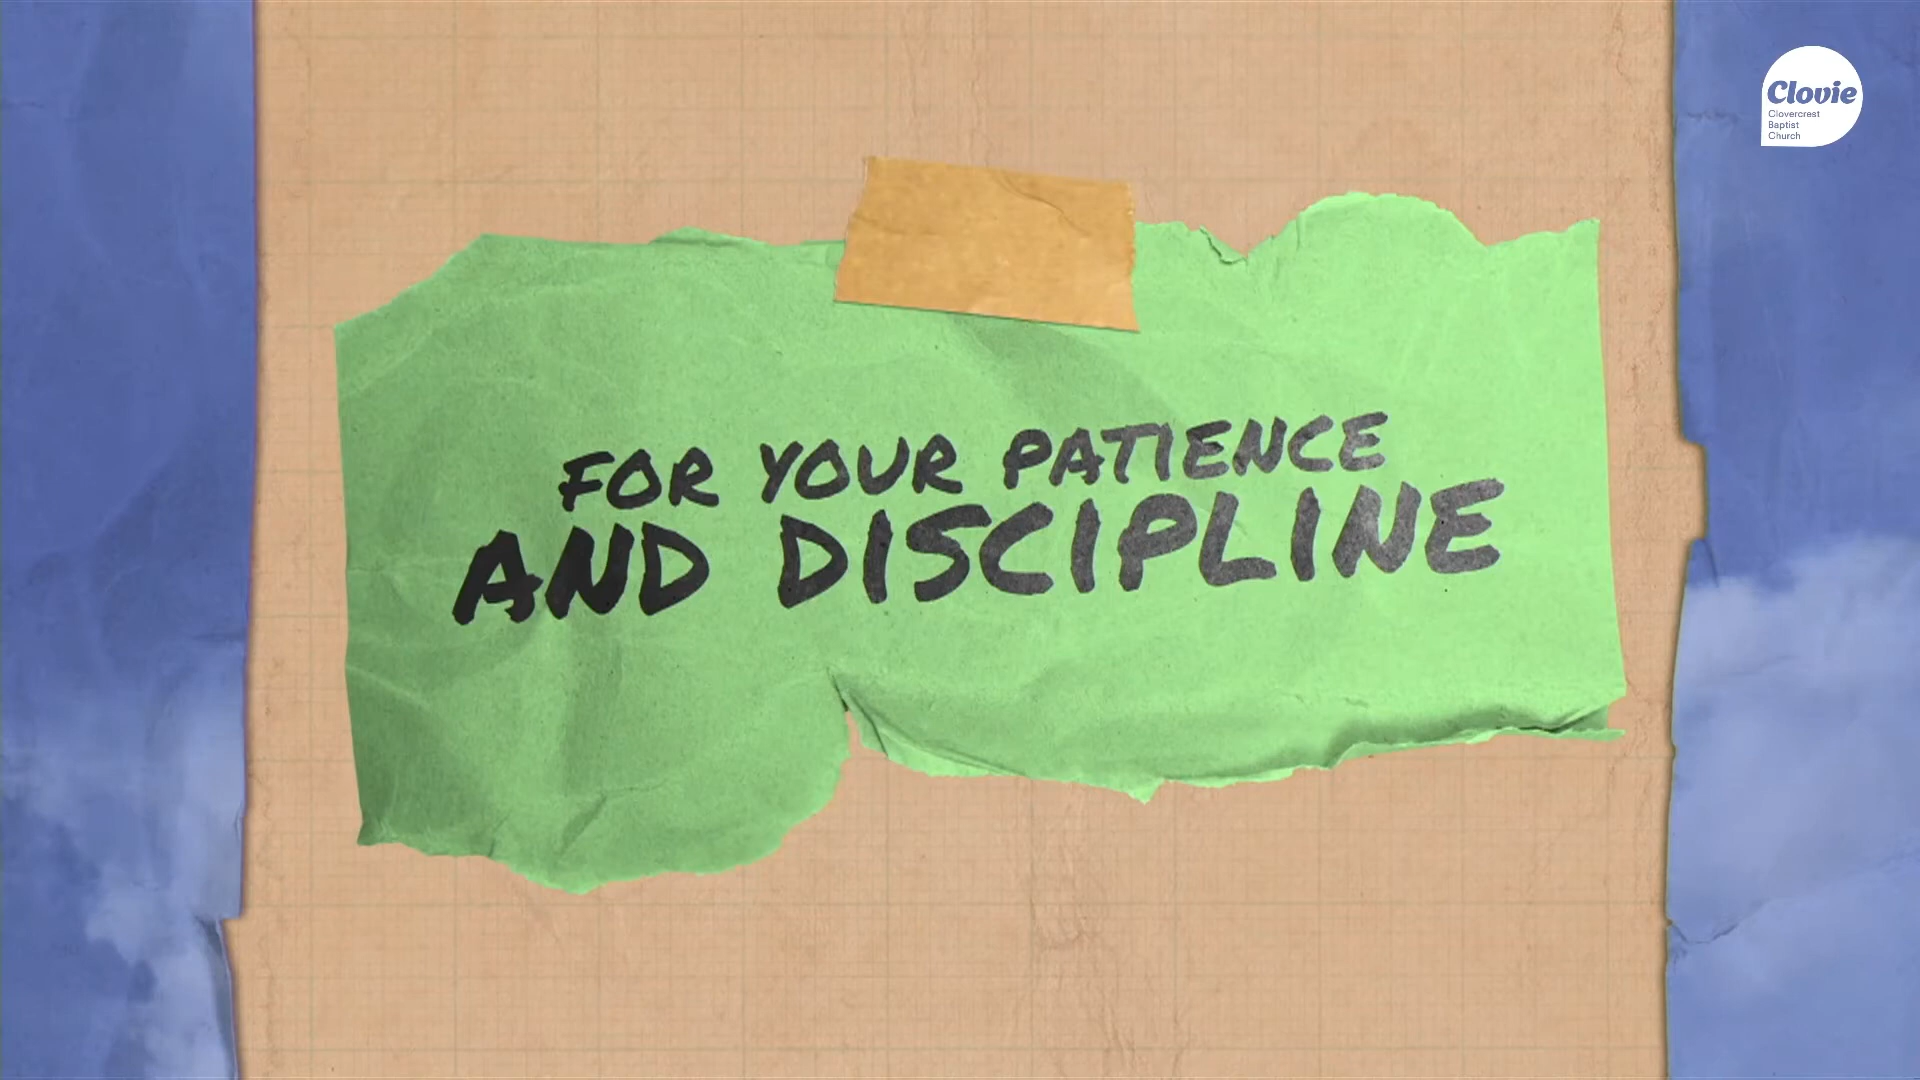 Clovie
Clovercrest
Baptist
Church
FOR YOUR PATIENCE
AND DISCIPLINE